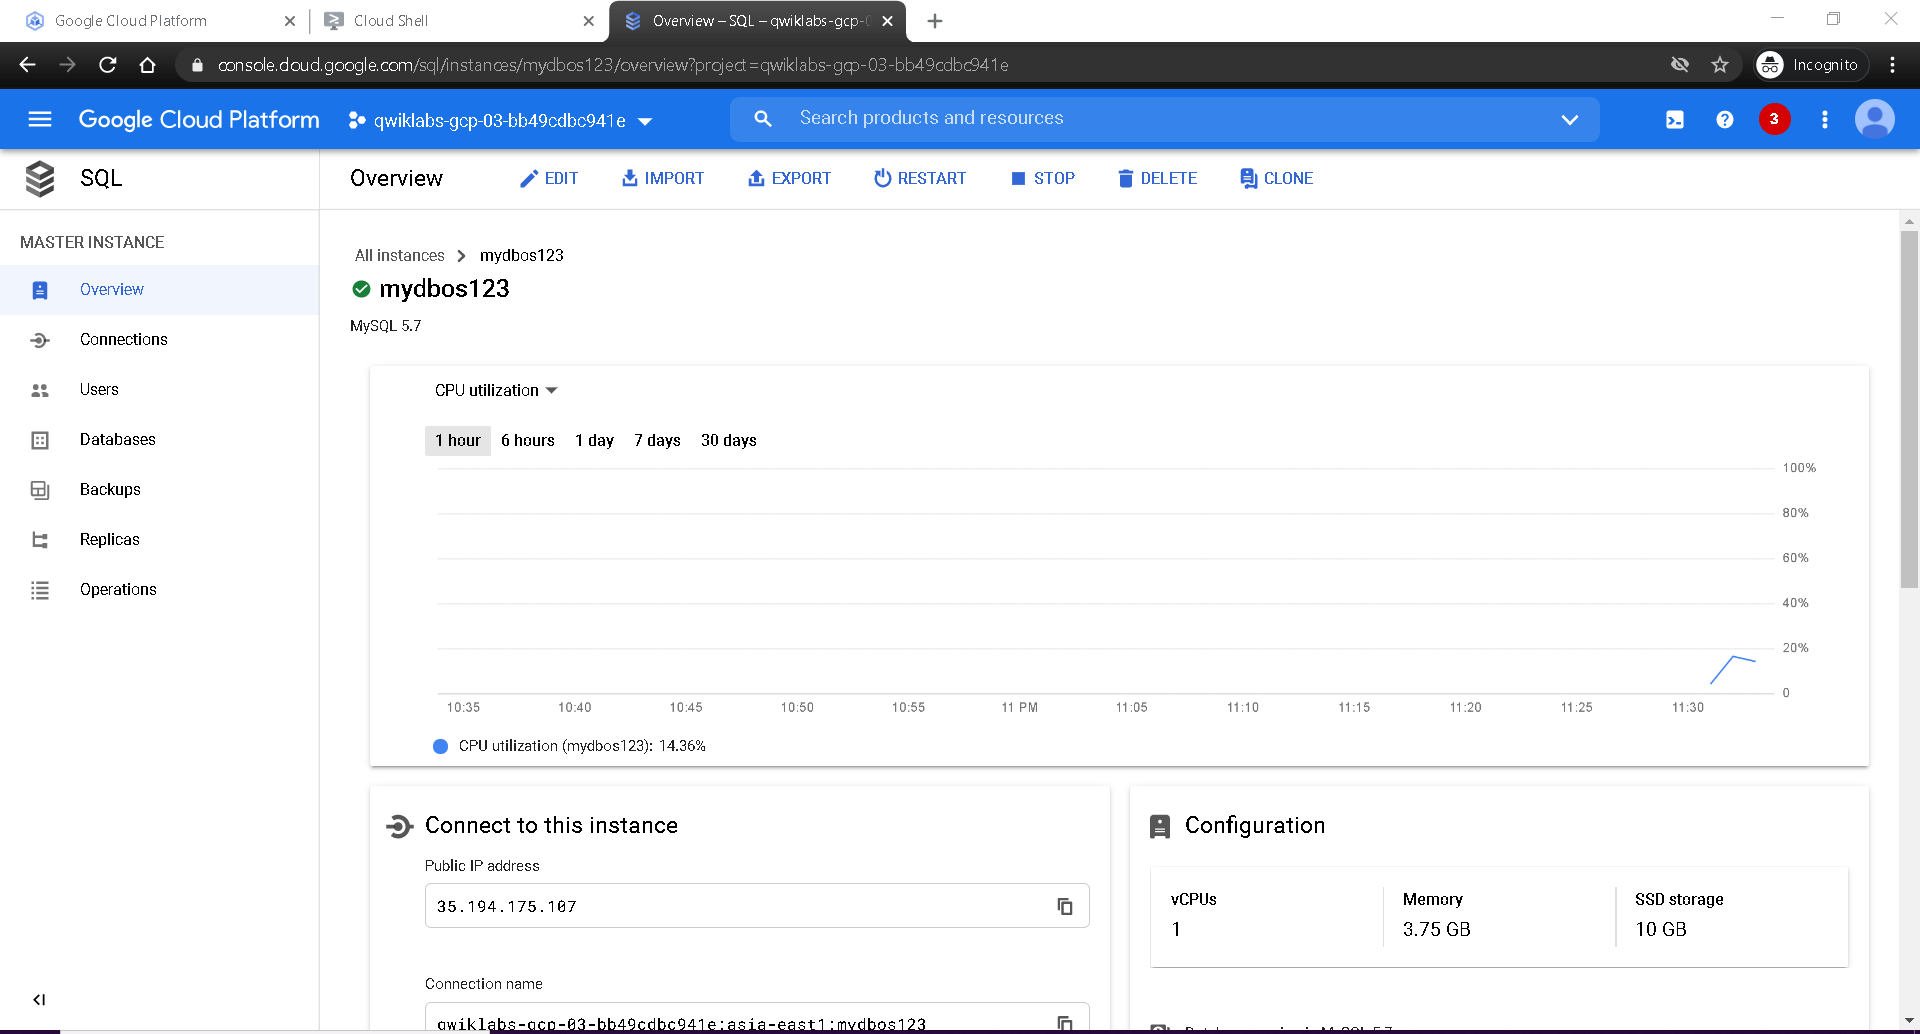 Google Cloud Platform
Cloud Shell
Overview – SQL – qwiklabs-gcp-0
console.cloud.google.com/sql/instances/mydbos123/overview?project=qwiklabs-gcp-03-bb49cdbc941e
Incognito
Google Cloud Platform
qwiklabs-gcp-03-bb49cdbc941e
Search products and resources
3
SQL
Overview
EDIT
IMPORT
EXPORT
RESTART
STOP
DELETE
CLONE
MASTER INSTANCE
Overview
Connections
Users
Databases
Backups
Replicas
Operations
All instances > mydbos123
mydbos123
MySQL 5.7
CPU utilization
1 hour 6 hours 1 day 7 days 30 days
100%
80%
60%
40%
20%
0
10:35 10:40 10:45 10:50 10:55 11 PM 11:05 11:10 11:15 11:20 11:25 11:30
CPU utilization (mydbos123): 14.36%
Connect to this instance
Public IP address
35.194.175.107
Connection name
qwiklabs-gcp-03-bb49cdbc941e:asia-east1:mydbos123
Configuration
vCPUs
1
Memory
3.75 GB
SSD storage
10 GB